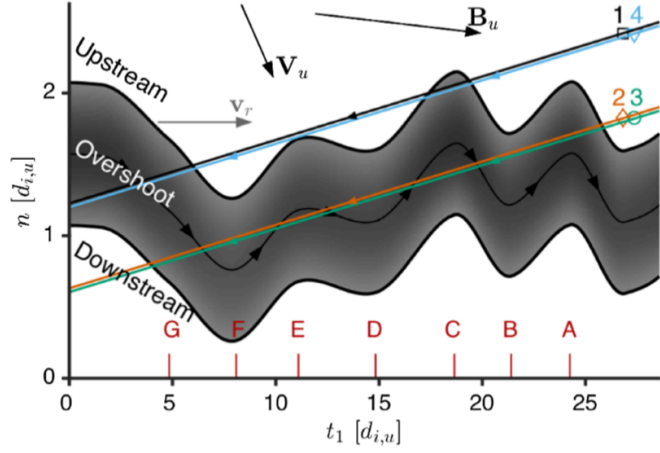 B_u
1 4
Upstream
V_u
2
v_r
2 3
Overshoot
n [d_{i,u}]
1
Downstream
G F E D C B A
0
0 5 10 15 20 25
t_1 [d_{i,u}]